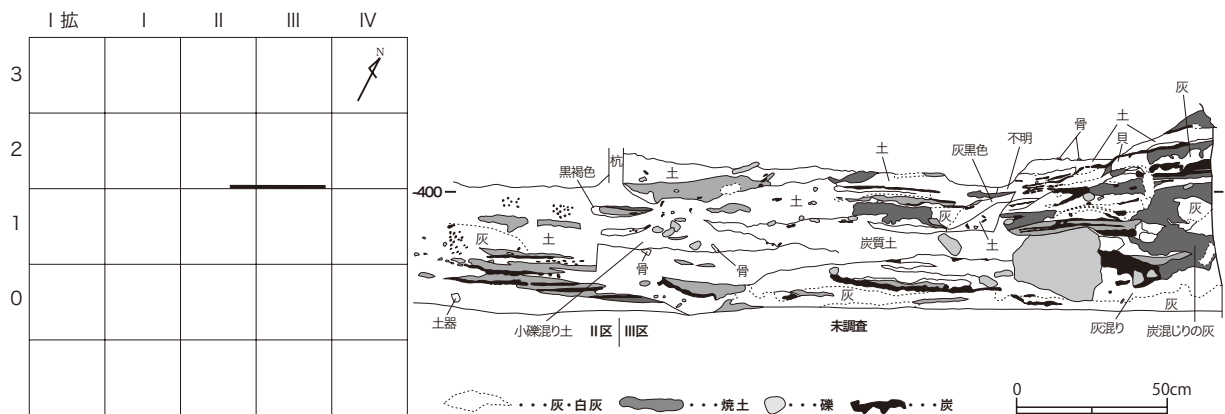 I 拡 I II III IV
3
2
1
0
N
-400
黒褐色
杭
土
土
灰黒色
不明
骨
土
貝
灰
灰
土
土
灰
土
炭質土
灰
骨
骨
灰
灰
土器
小礫混り土
II区 III区
未調査
灰混り
炭混じりの灰
・・・灰・白灰
・・・焼土
・・・礫
・・・炭
0 50cm